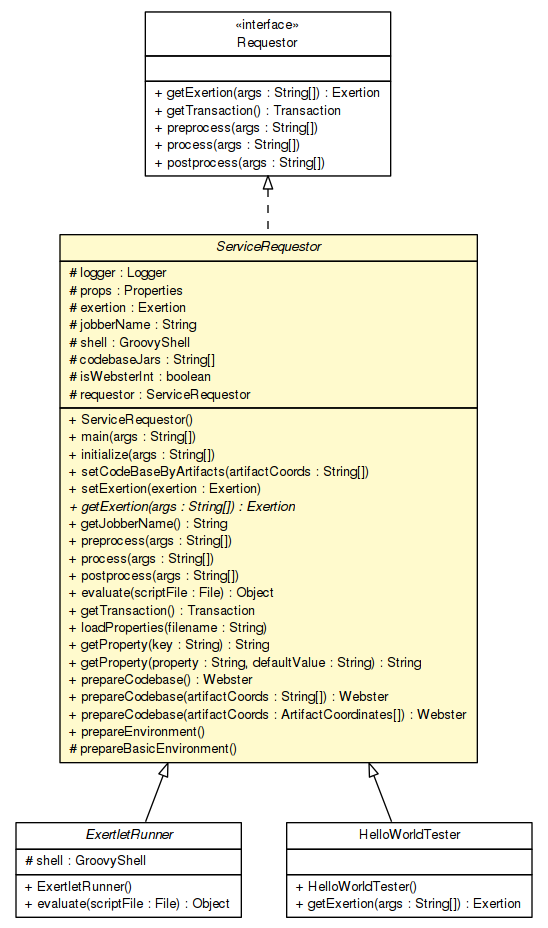 «interface»
Requestor
+ getExertion(args : String[]) : Exertion
+ getTransaction() : Transaction
+ preprocess(args : String[])
+ process(args : String[])
+ postprocess(args : String[])
ServiceRequestor
# logger : Logger
# props : Properties
# exertion : Exertion
# jobberName : String
# shell : GroovyShell
# codebaseJars : String[]
# isWebsterInt : boolean
# requestor : ServiceRequestor
+ ServiceRequestor()
+ main(args : String[])
+ initialize(args : String[])
+ setCodeBaseByArtifacts(artifactCoords : String[])
+ setExertion(exertion : Exertion)
+ getExertion(args : String[]) : Exertion
+ getJobberName() : String
+ preprocess(args : String[])
+ process(args : String[])
+ postprocess(args : String[])
+ evaluate(scriptFile : File) : Object
+ getTransaction() : Transaction
+ loadProperties(filename : String)
+ getProperty(key : String) : String
+ getProperty(property : String, defaultValue : String) : String
+ prepareCodebase() : Webster
+ prepareCodebase(artifactCoords : String[]) : Webster
+ prepareCodebase(artifactCoords : ArtifactCoordinates[]) : Webster
+ prepareEnvironment()
# prepareBasicEnvironment()
ExertletRunner
# shell : GroovyShell
+ ExertletRunner()
+ evaluate(scriptFile : File) : Object
HelloWorldTester
+ HelloWorldTester()
+ getExertion(args : String[]) : Exertion